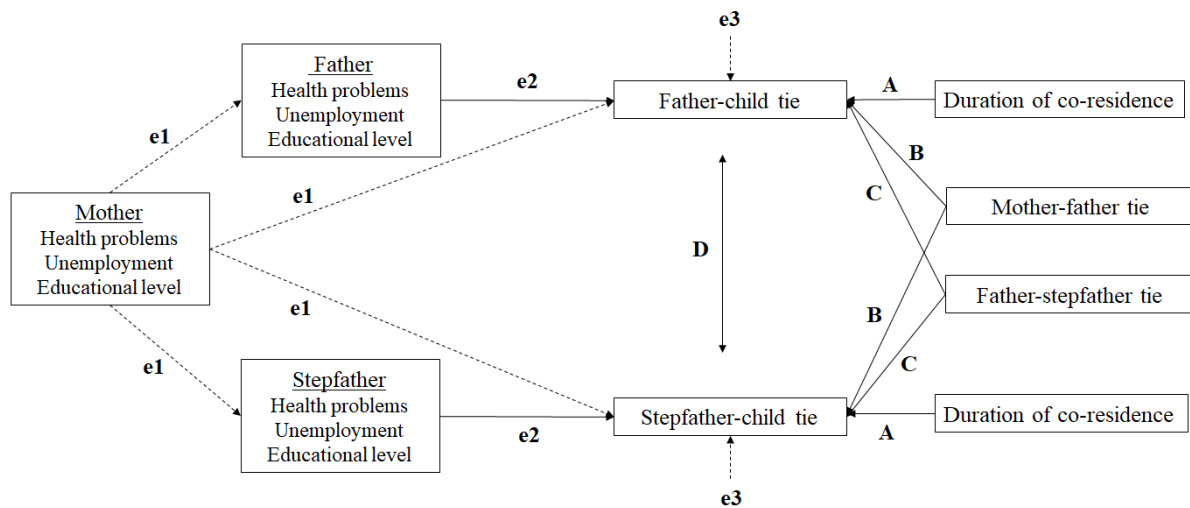 e3
Father
Health problems
Unemployment
Educational level
e2
Father-child tie
A
Duration of co-residence
e1
e1
B
C
Mother
Health problems
Unemployment
Educational level
Mother-father tie
D
Father-stepfather tie
e1
B
e1
C
Stepfather
Health problems
Unemployment
Educational level
e2
Stepfather-child tie
A
Duration of co-residence
e3